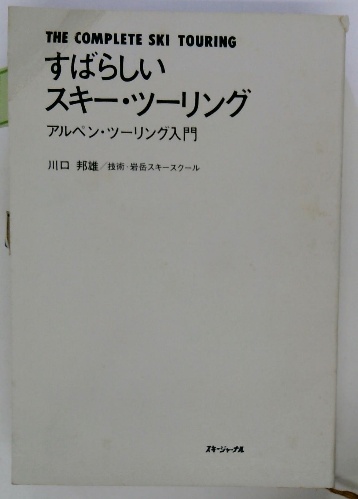 THE COMPLETE SKI TOURING
すばらしい
スキー・ツーリング
アルペン・ツーリング入門
川口 邦雄／技術・岩岳スキースクール
スキージャーナル